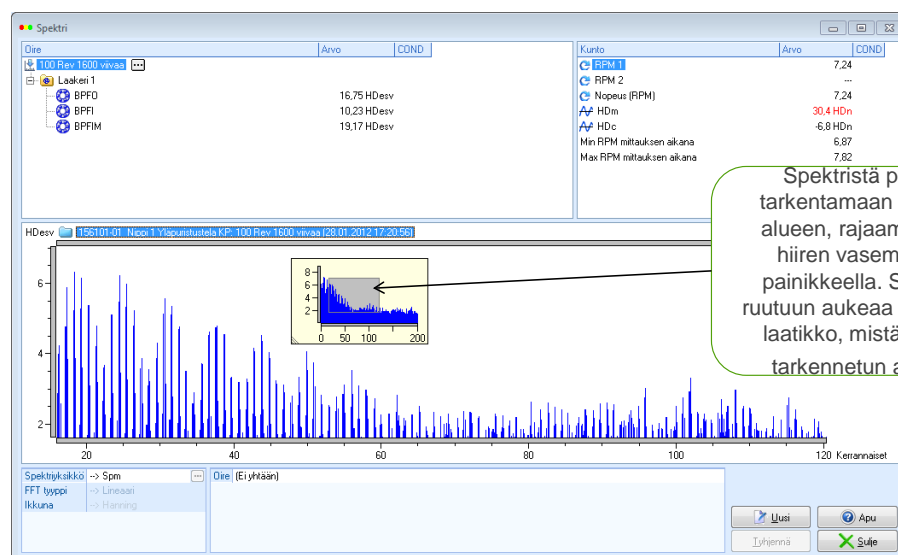 Spektri
Oire Arvo COND
100 Rev 1600 viivaa
Laakeri 1
BPFO 16,75 HDesv
BPFI 10,23 HDesv
BPFIM 19,17 HDesv
Kunto Arvo COND
RPM 1 7,24
RPM 2 ---
Nopeus (RPM) 7,24
HDm 30,4 HDn
HDc -6,8 HDn
Min RPM mittauksen aikana 6,87
Max RPM mittauksen aikana 7,82
Spektristä p
tarkentamaan
alueen, rajaam
hiiren vasem
painikkeella. S
ruutuun aukeaa
laatikko, mistä
tarkennetun a
HDesv 156101-01 Nippi 1 Yläpuristustela KP: 100 Rev 1600 viivaa (28.01.2012 17:20:56)
6
4
2
8
6
4
2
0 50 100 200
20 40 60 80 100 120 Kerrannaiset
Spektriyksikkö --> Spm
FFT tyyppi --> Lineaari
Ikkuna --> Hanning
Oire (Ei yhtään)
Uusi Apu
Tyhjennä Sulje